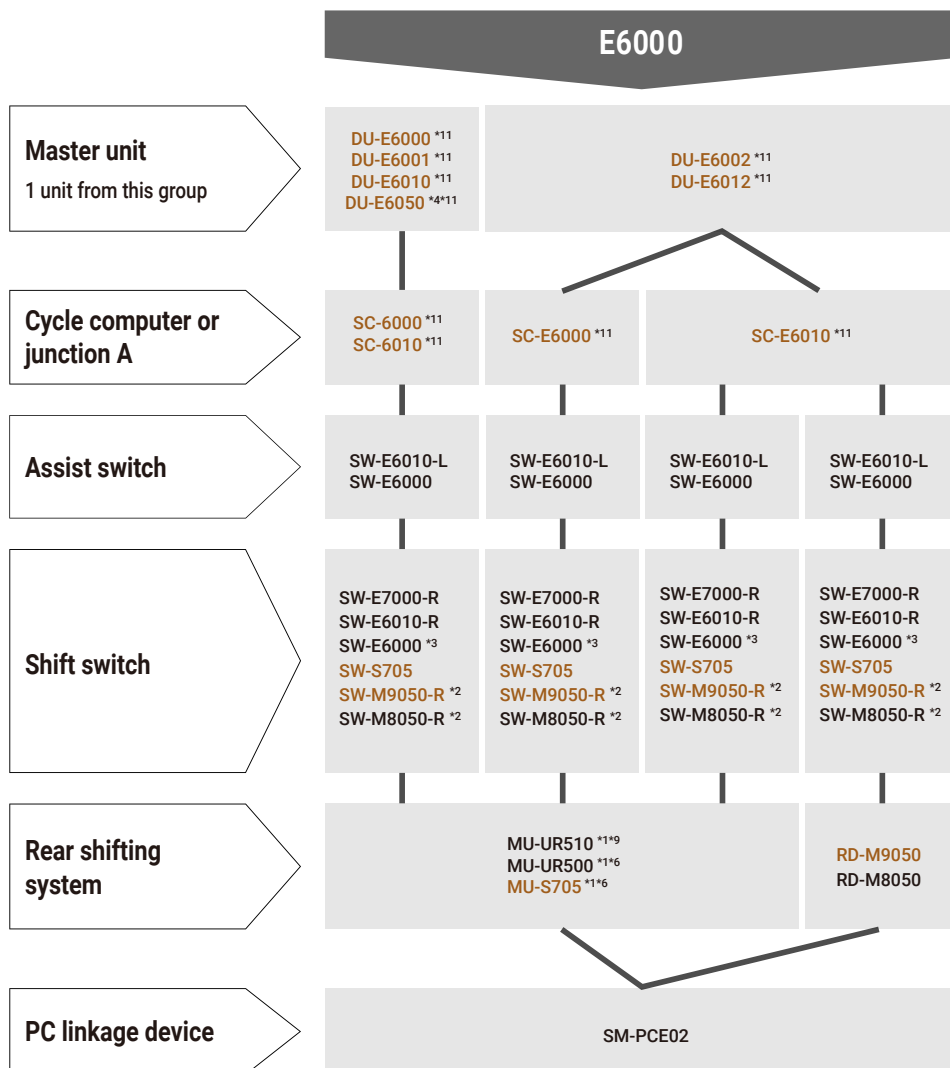 E6000
Master unit
1 unit from this group
DU-E6000 *11
DU-E6001 *11
DU-E6010 *11
DU-E6050 *4*11
DU-E6002 *11
DU-E6012 *11
Cycle computer or
junction A
SC-6000 *11
SC-6010 *11
SC-E6000 *11
SC-E6010 *11
Assist switch
SW-E6010-L
SW-E6000
SW-E6010-L
SW-E6000
SW-E6010-L
SW-E6000
SW-E6010-L
SW-E6000
Shift switch
SW-E7000-R
SW-E6010-R
SW-E6000 *3
SW-S705
SW-M9050-R *2
SW-M8050-R *2
SW-E7000-R
SW-E6010-R
SW-E6000 *3
SW-S705
SW-M9050-R *2
SW-M8050-R *2
SW-E7000-R
SW-E6010-R
SW-E6000 *3
SW-S705
SW-M9050-R *2
SW-M8050-R *2
SW-E7000-R
SW-E6010-R
SW-E6000 *3
SW-S705
SW-M9050-R *2
SW-M8050-R *2
Rear shifting
system
MU-UR510 *1*9
MU-UR500 *1*6
MU-S705 *1*6
RD-M9050
RD-M8050
PC linkage device
SM-PCE02